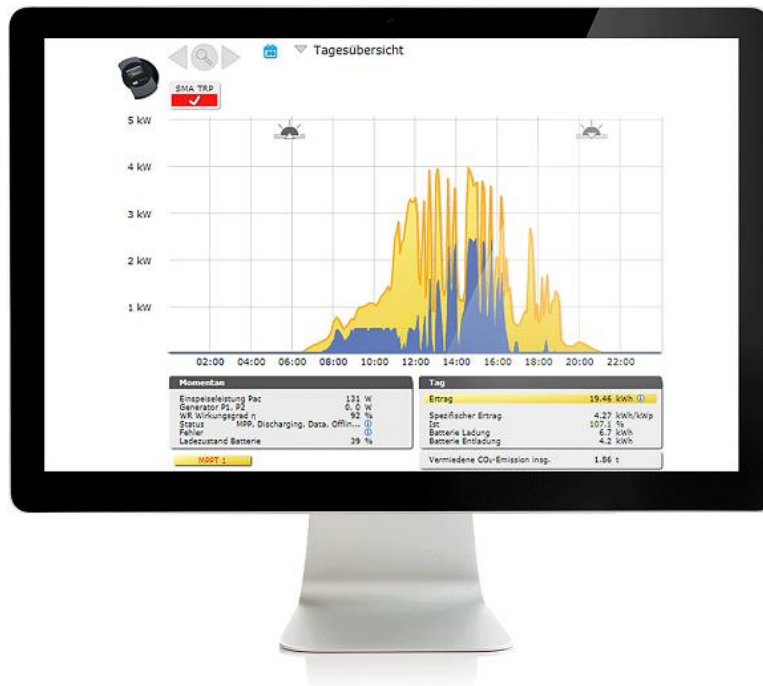 Tagesübersicht
SMA TRP
5 kW
4 kW
3 kW
2 kW
1 kW
02:00 04:00 06:00 08:00 10:00 12:00 14:00 16:00 18:00 20:00 22:00
Momentan
Einspeiseleistung Pac 131 W
Generator P1, P2 0, 0 W
WR Wirkungsgrad η 92 %
Status MPP, Discharging, Data. Offlin...
Fehler
Ladezustand Batterie 39 %
MPPT 1
Tag
Ertrag 19.46 kWh
Spezifischer Ertrag 4.27 kWh/kWp
Ist 107.1 %
Batterie Ladung 6.7 kWh
Batterie Entladung 4.2 kWh
Vermiedene CO₂-Emission insg. 1.86 t